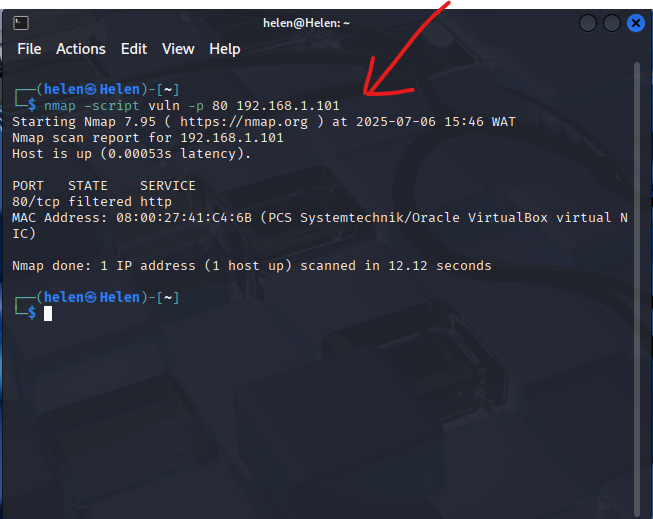 helen@Helen: ~
File Actions Edit View Help
┌──(helen㉿Helen)-[~]
└─$ nmap -script vuln -p 80 192.168.1.101
Starting Nmap 7.95 ( https://nmap.org ) at 2025-07-06 15:46 WAT
Nmap scan report for 192.168.1.101
Host is up (0.00053s latency).
PORT   STATE    SERVICE
80/tcp filtered http
MAC Address: 08:00:27:41:C4:6B (PCS Systemtechnik/Oracle VirtualBox virtual N
IC)
Nmap done: 1 IP address (1 host up) scanned in 12.12 seconds
┌──(helen㉿Helen)-[~]
└─$